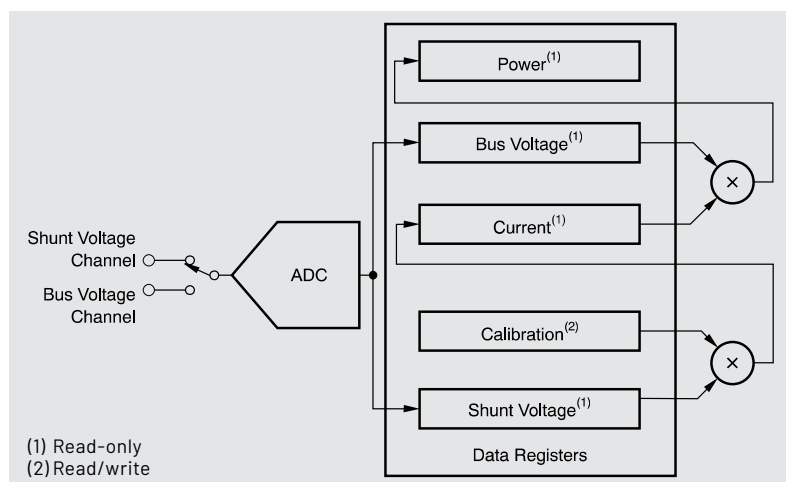 Power(1)
Bus Voltage(1)
Current(1)
Shunt Voltage
Channel
ADC
Bus Voltage
Channel
Calibration(2)
Shunt Voltage(1)
Data Registers
×
×
(1) Read-only
(2) Read/write